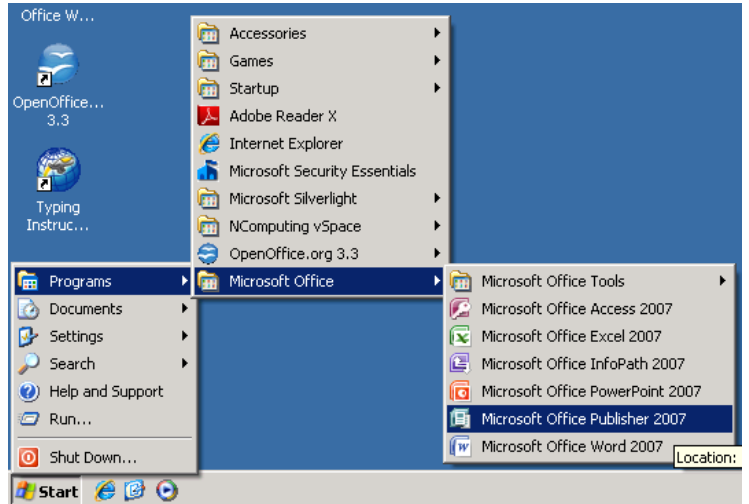 Office W...
OpenOffice...
3.3
Typing
Instruc...
Accessories
Games
Startup
Adobe Reader X
Internet Explorer
Microsoft Security Essentials
Microsoft Silverlight
NComputing vSpace
OpenOffice.org 3.3
Microsoft Office
Programs
Documents
Settings
Search
Help and Support
Run...
Shut Down...
Microsoft Office Tools
Microsoft Office Access 2007
Microsoft Office Excel 2007
Microsoft Office InfoPath 2007
Microsoft Office PowerPoint 2007
Microsoft Office Publisher 2007
Microsoft Office Word 2007
Location:
Start